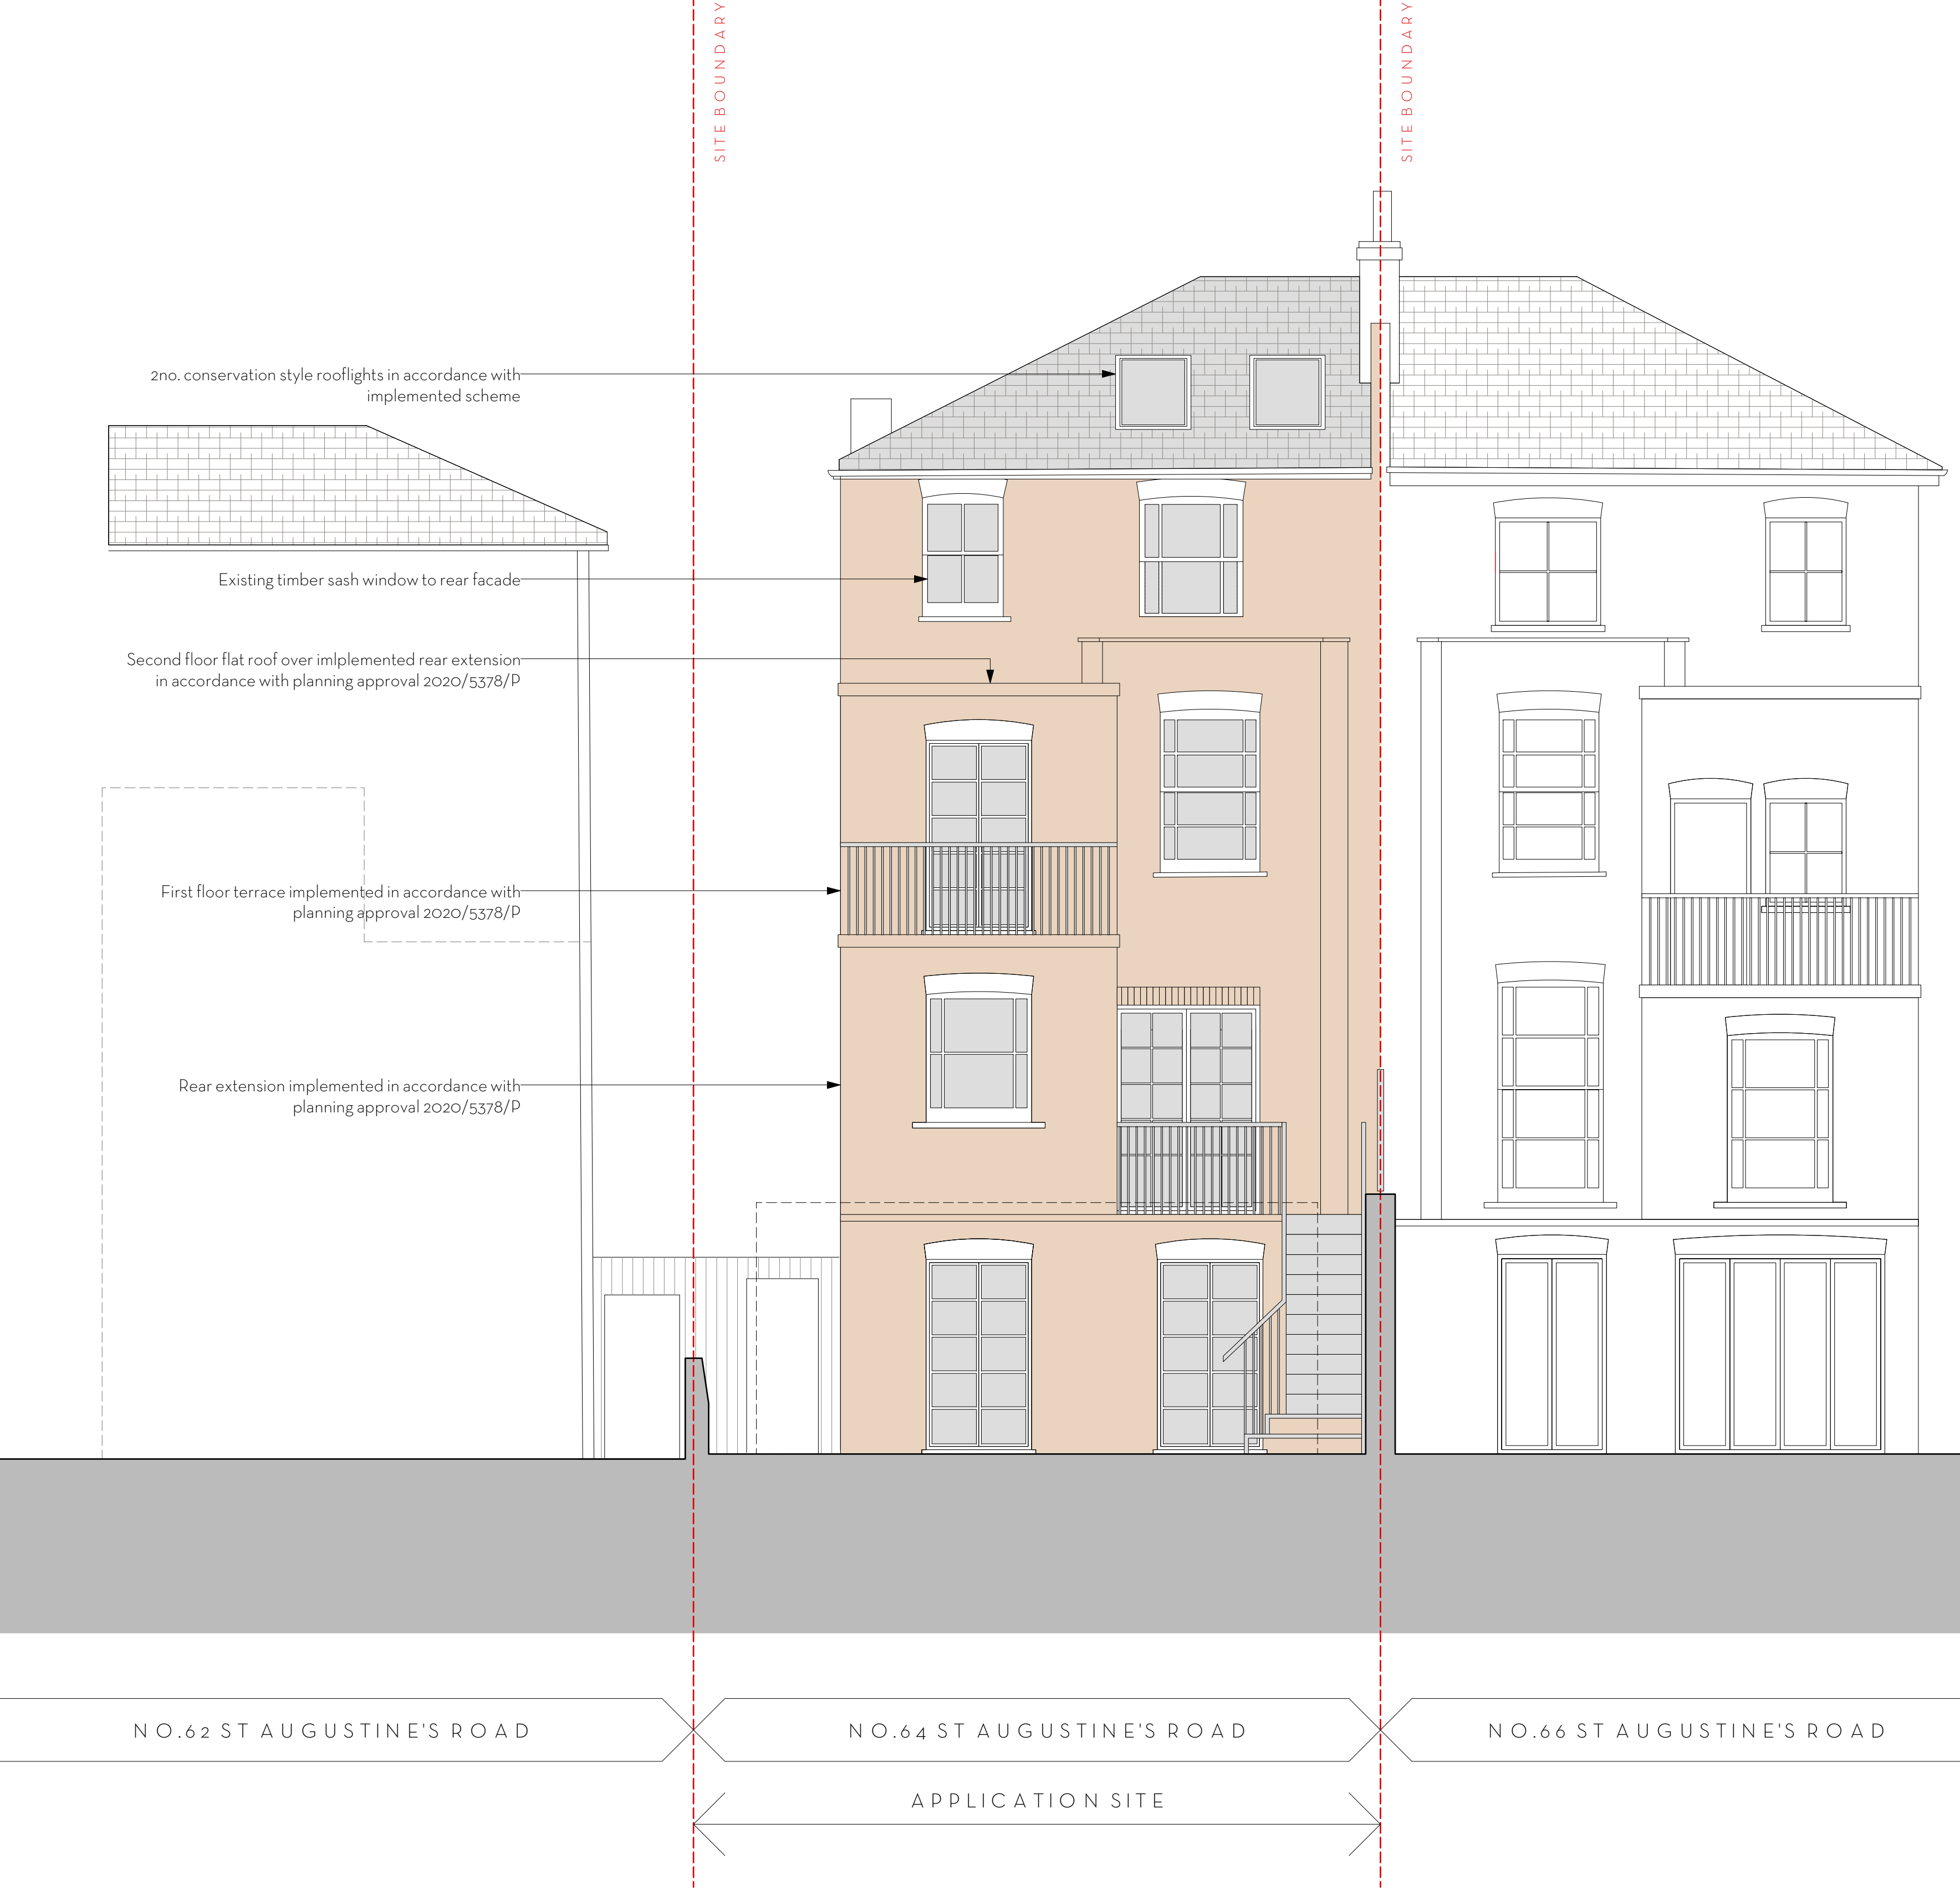 SITE BOUNDARY
SITE BOUNDARY
2no. conservation style rooflights in accordance with
implemented scheme
Existing timber sash window to rear facade
Second floor flat roof over imlplemented rear extension
in accordance with planning approval 2020/5378/P
First floor terrace implemented in accordance with
planning approval 2020/5378/P
Rear extension implemented in accordance with
planning approval 2020/5378/P
NO.62 ST AUGUSTINE'S ROAD
NO.64 ST AUGUSTINE'S ROAD
NO.66 ST AUGUSTINE'S ROAD
APPLICATION SITE